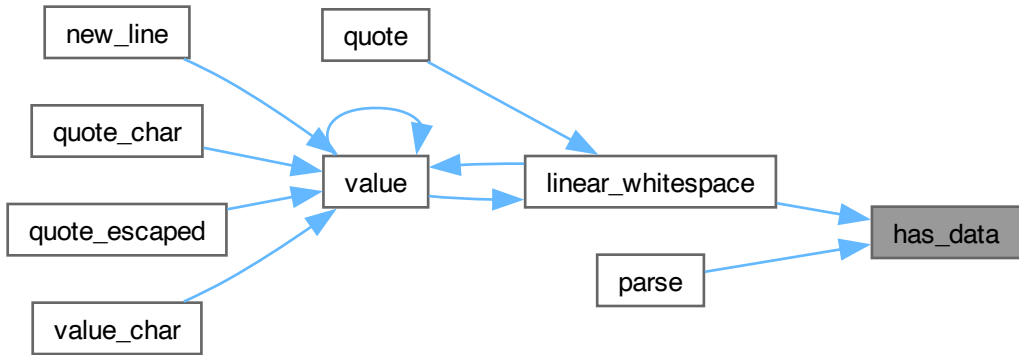 new_line
quote
quote_char
value
linear_whitespace
quote_escaped
has_data
parse
value_char